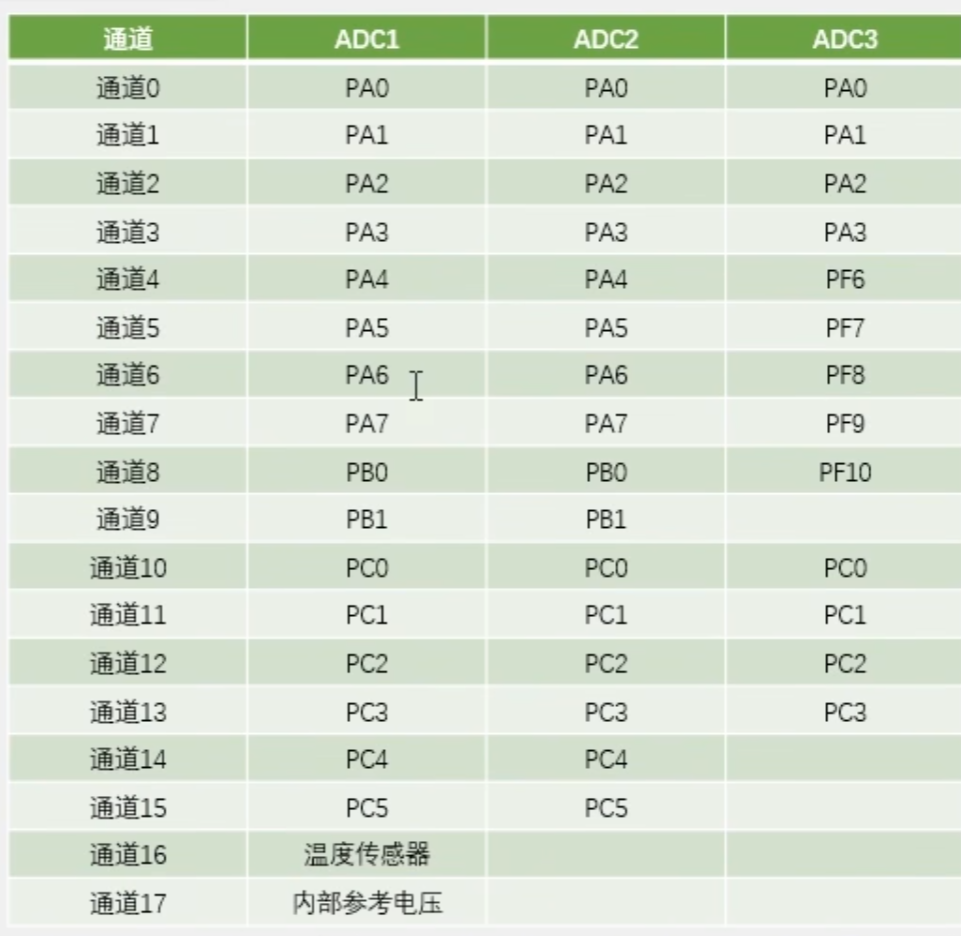 通道 ADC1 ADC2 ADC3
通道0 PA0 PA0 PA0
通道1 PA1 PA1 PA1
通道2 PA2 PA2 PA2
通道3 PA3 PA3 PA3
通道4 PA4 PA4 PF6
通道5 PA5 PA5 PF7
通道6 PA6 PA6 PF8
通道7 PA7 PA7 PF9
通道8 PB0 PB0 PF10
通道9 PB1 PB1
通道10 PC0 PC0 PC0
通道11 PC1 PC1 PC1
通道12 PC2 PC2 PC2
通道13 PC3 PC3 PC3
通道14 PC4 PC4
通道15 PC5 PC5
通道16 温度传感器
通道17 内部参考电压